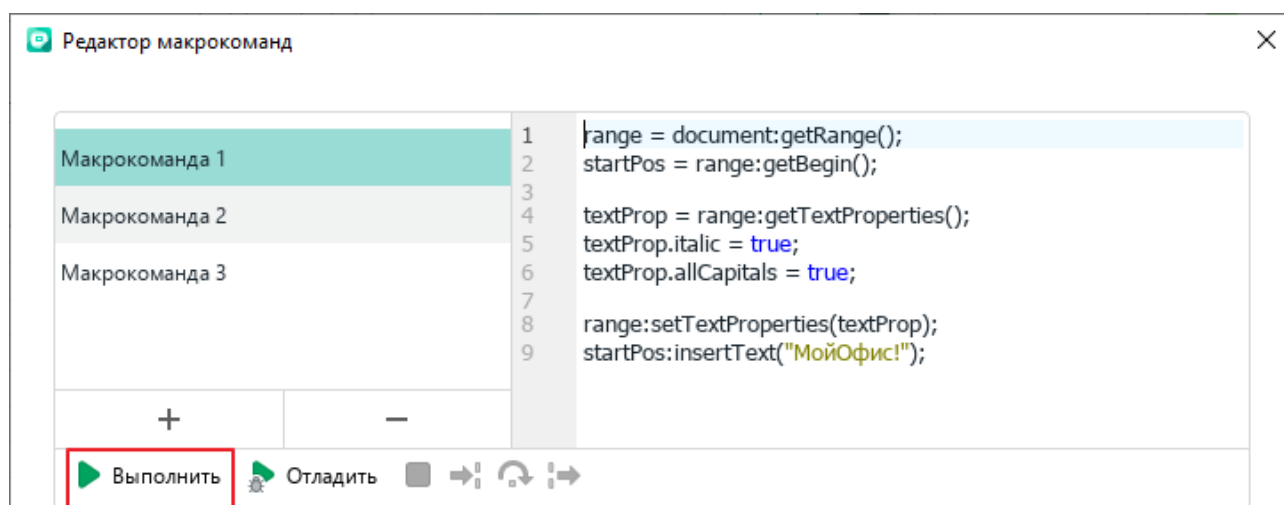 Редактор макрокоманд
Макрокоманда 1
Макрокоманда 2
Макрокоманда 3
1 range = document:getRange();
2 startPos = range:getBegin();
3
4 textProp = range:getTextProperties();
5 textProp.italic = true;
6 textProp.allCapitals = true;
7
8 range:setTextProperties(textProp);
9 startPos:insertText("МойОфис!");
+ −
Выполнить Отладить